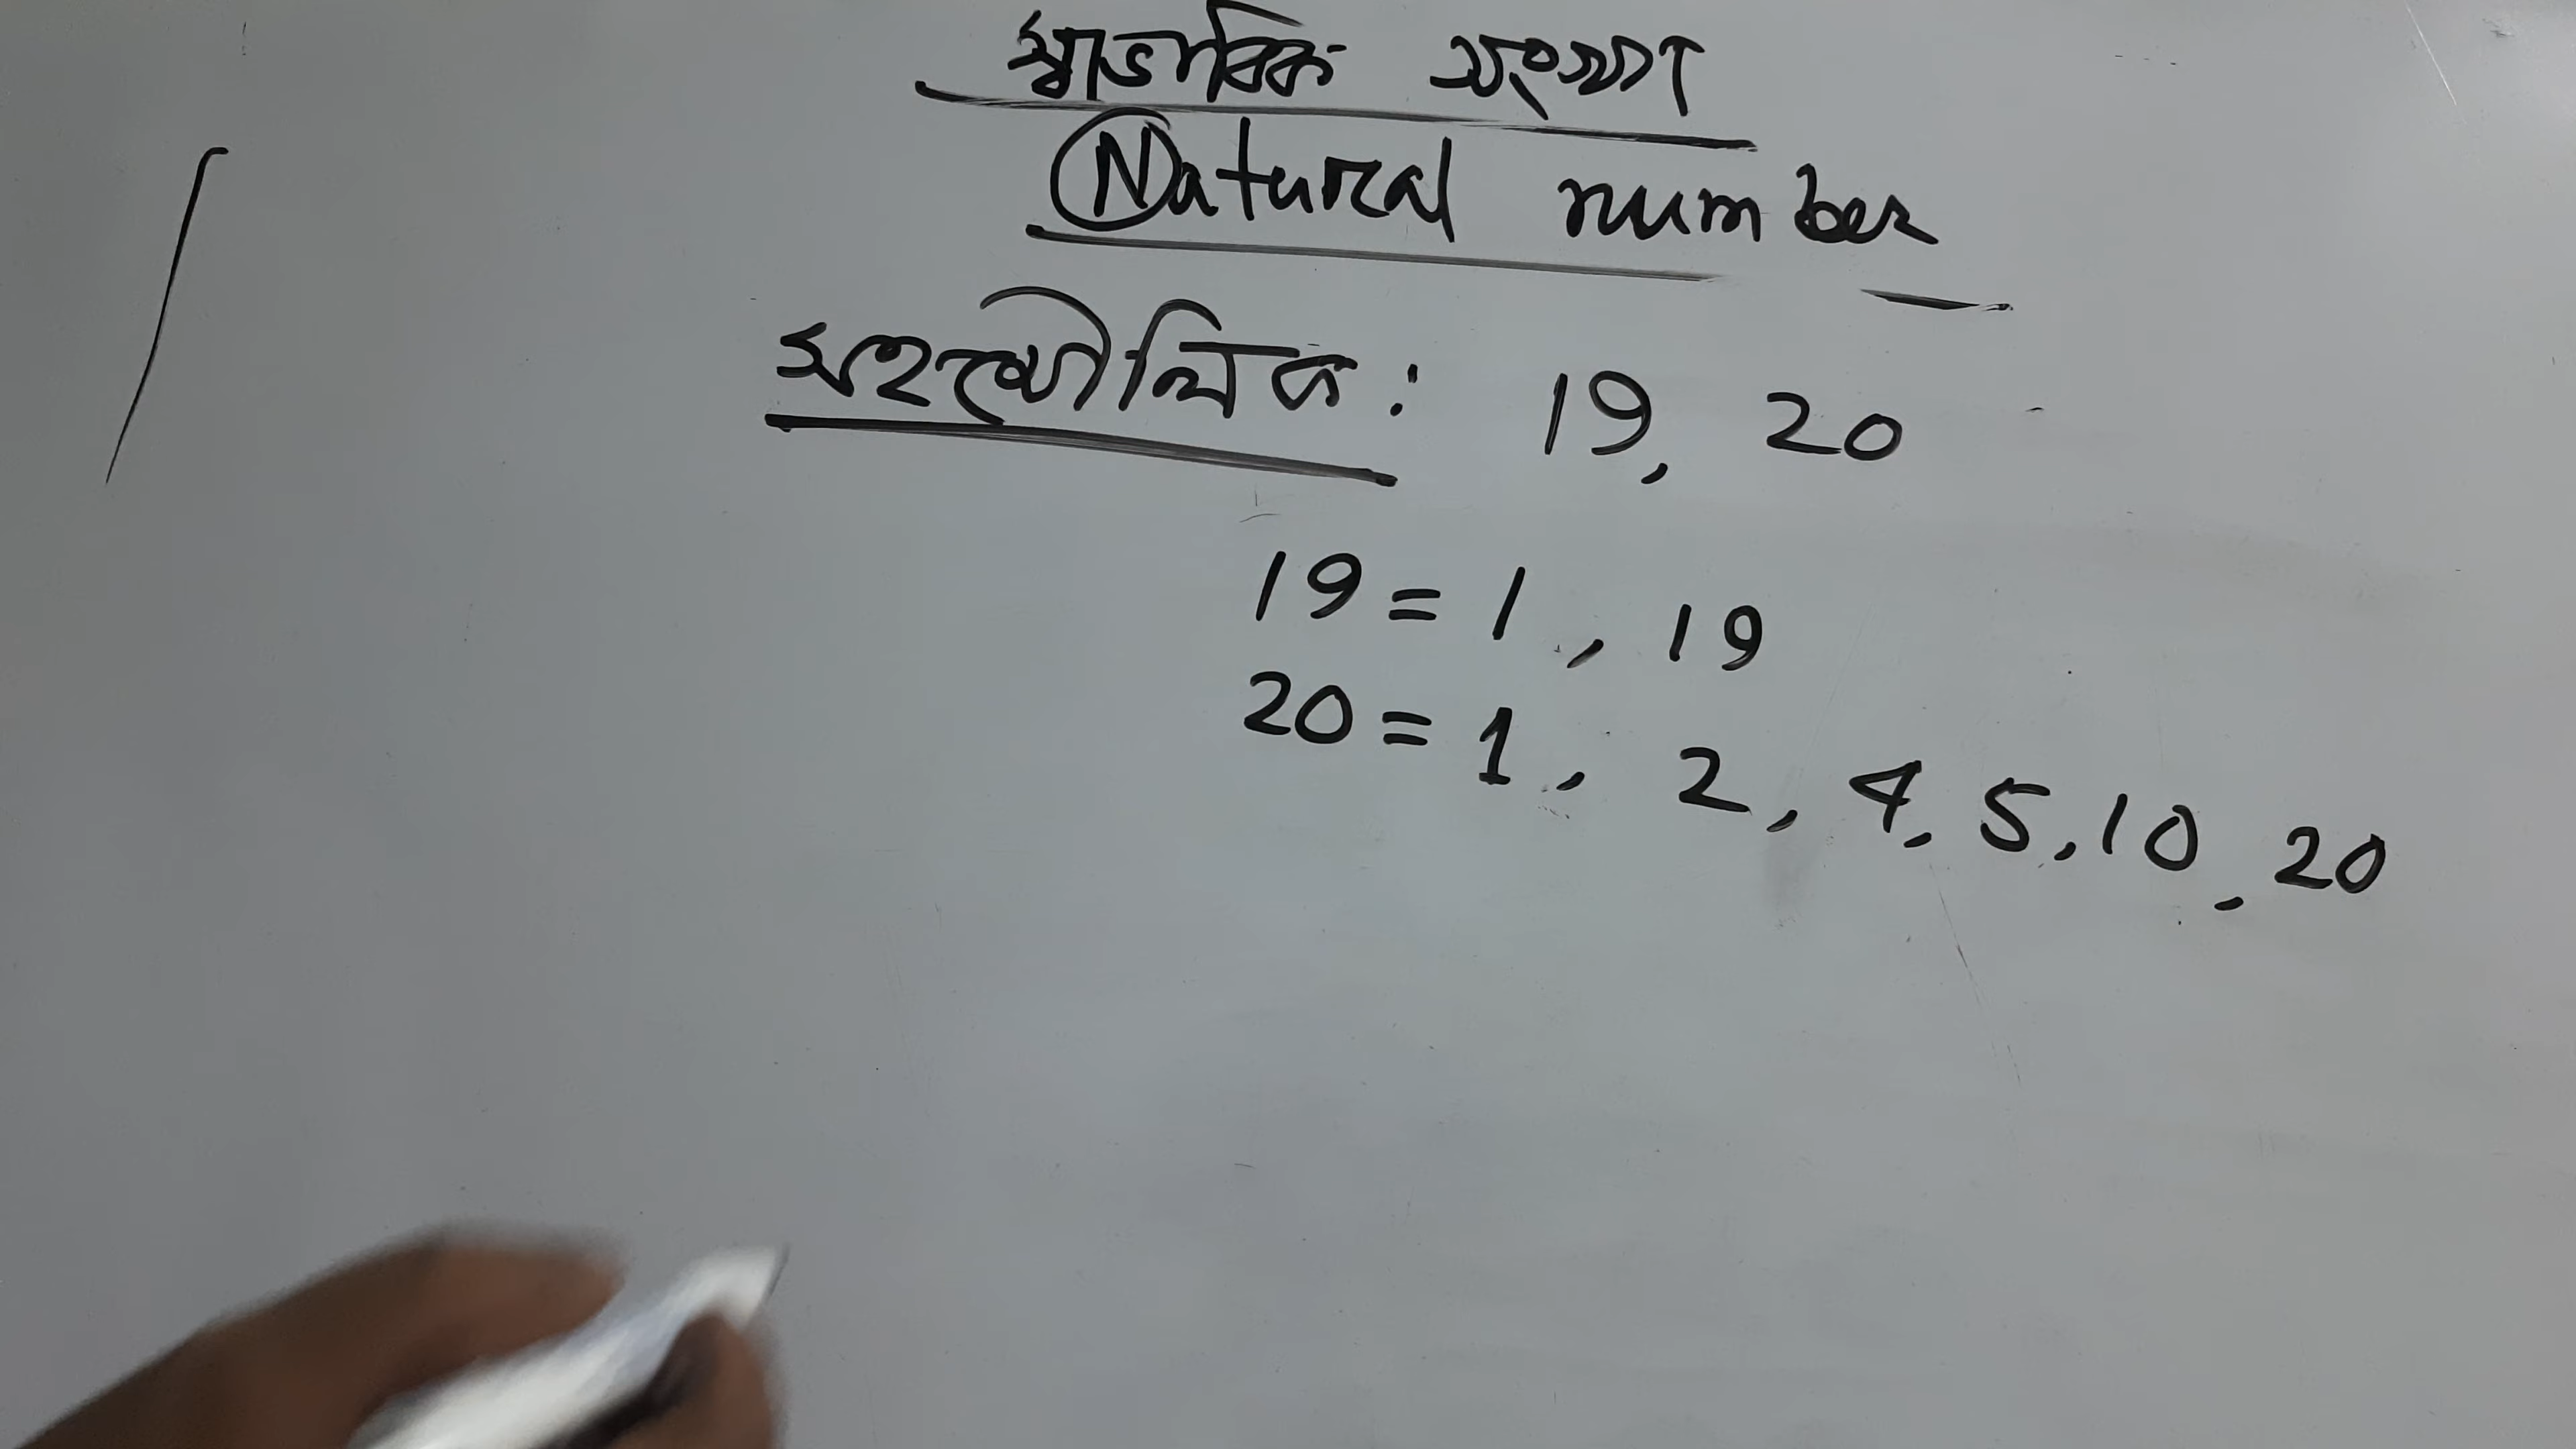 স্বাভাবিক সংখ্যা
Natural number
সহমৌলিক: 19, 20
19 = 1, 19
20 = 1, 2, 4, 5, 10, 20